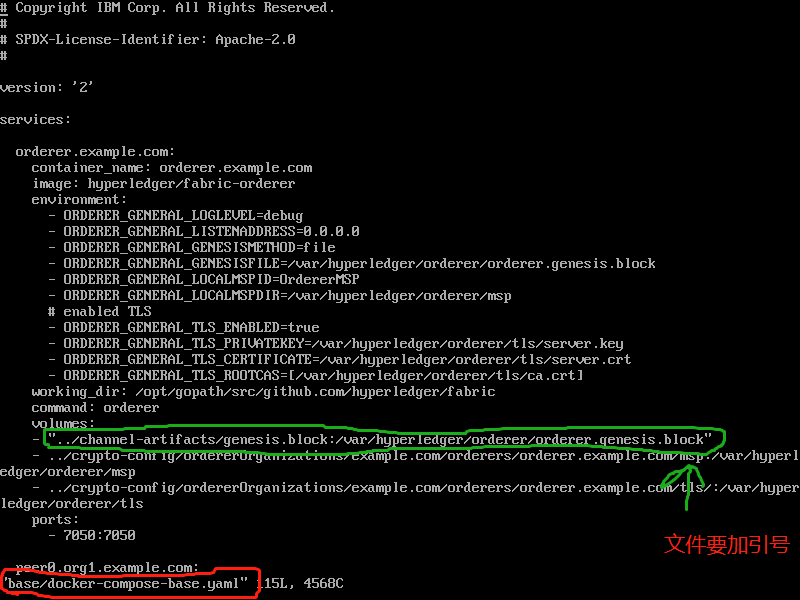 # Copyright IBM Corp. All Rights Reserved.
#
# SPDX-License-Identifier: Apache-2.0
#
version: '2'
services:
  orderer.example.com:
    container_name: orderer.example.com
    image: hyperledger/fabric-orderer
    environment:
      - ORDERER_GENERAL_LOGLEVEL=debug
      - ORDERER_GENERAL_LISTENADDRESS=0.0.0.0
      - ORDERER_GENERAL_GENESISMETHOD=file
      - ORDERER_GENERAL_GENESISFILE=/var/hyperledger/orderer/orderer.genesis.block
      - ORDERER_GENERAL_LOCALMSPID=OrdererMSP
      - ORDERER_GENERAL_LOCALMSPDIR=/var/hyperledger/orderer/msp
      # enabled TLS
      - ORDERER_GENERAL_TLS_ENABLED=true
      - ORDERER_GENERAL_TLS_PRIVATEKEY=/var/hyperledger/orderer/tls/server.key
      - ORDERER_GENERAL_TLS_CERTIFICATE=/var/hyperledger/orderer/tls/server.crt
      - ORDERER_GENERAL_TLS_ROOTCAS=[/var/hyperledger/orderer/tls/ca.crt]
    working_dir: /opt/gopath/src/github.com/hyperledger/fabric
    command: orderer
    volumes:
    - "../channel-artifacts/genesis.block:/var/hyperledger/orderer/orderer.genesis.block"
    - ../crypto-config/ordererOrganizations/example.com/orderers/orderer.example.com/msp:/var/hyperl
edger/orderer/msp
    - ../crypto-config/ordererOrganizations/example.com/orderers/orderer.example.com/tls/:/var/hyper
ledger/orderer/tls
    ports:
      - 7050:7050
文件要加引号
  peer0.org1.example.com:
"base/docker-compose-base.yaml" 115L, 4568C